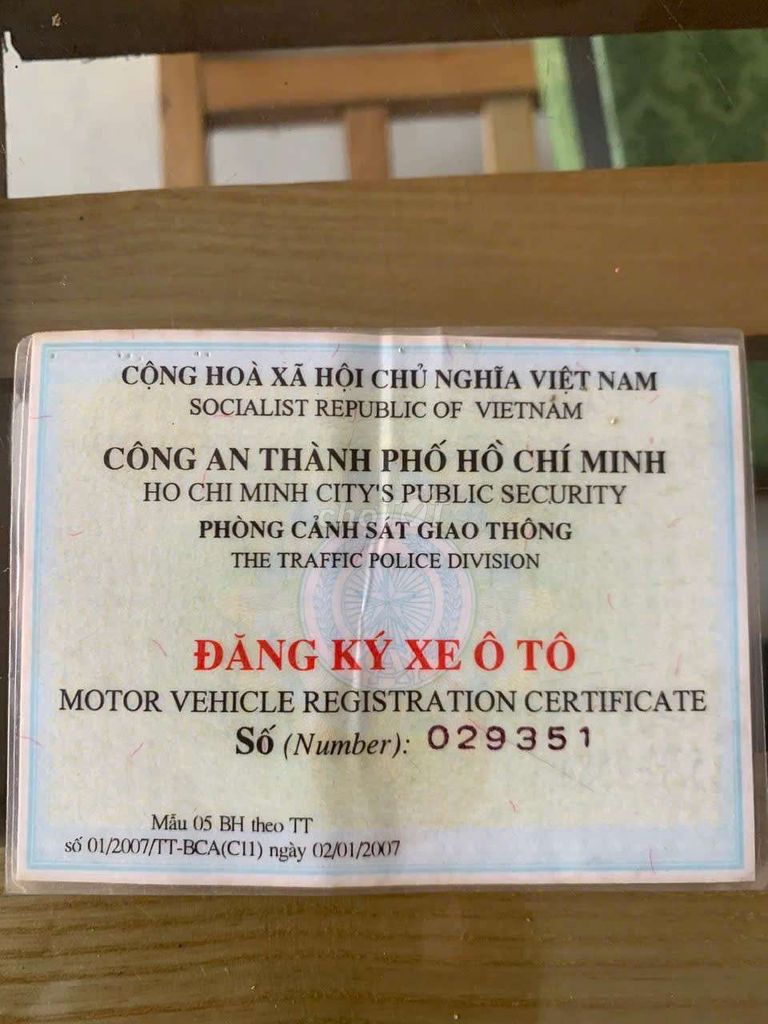 CỘNG HOÀ XÃ HỘI CHỦ NGHĨA VIỆT NAM
SOCIALIST REPUBLIC OF VIETNAM
CÔNG AN THÀNH PHỐ HỒ CHÍ MINH
HO CHI MINH CITY'S PUBLIC SECURITY
PHÒNG CẢNH SÁT GIAO THÔNG
THE TRAFFIC POLICE DIVISION
ĐĂNG KÝ XE Ô TÔ
MOTOR VEHICLE REGISTRATION CERTIFICATE
Số (Number): 029351
Mẫu 05 BH theo TT
số 01/2007/TT-BCA(C11) ngày 02/01/2007